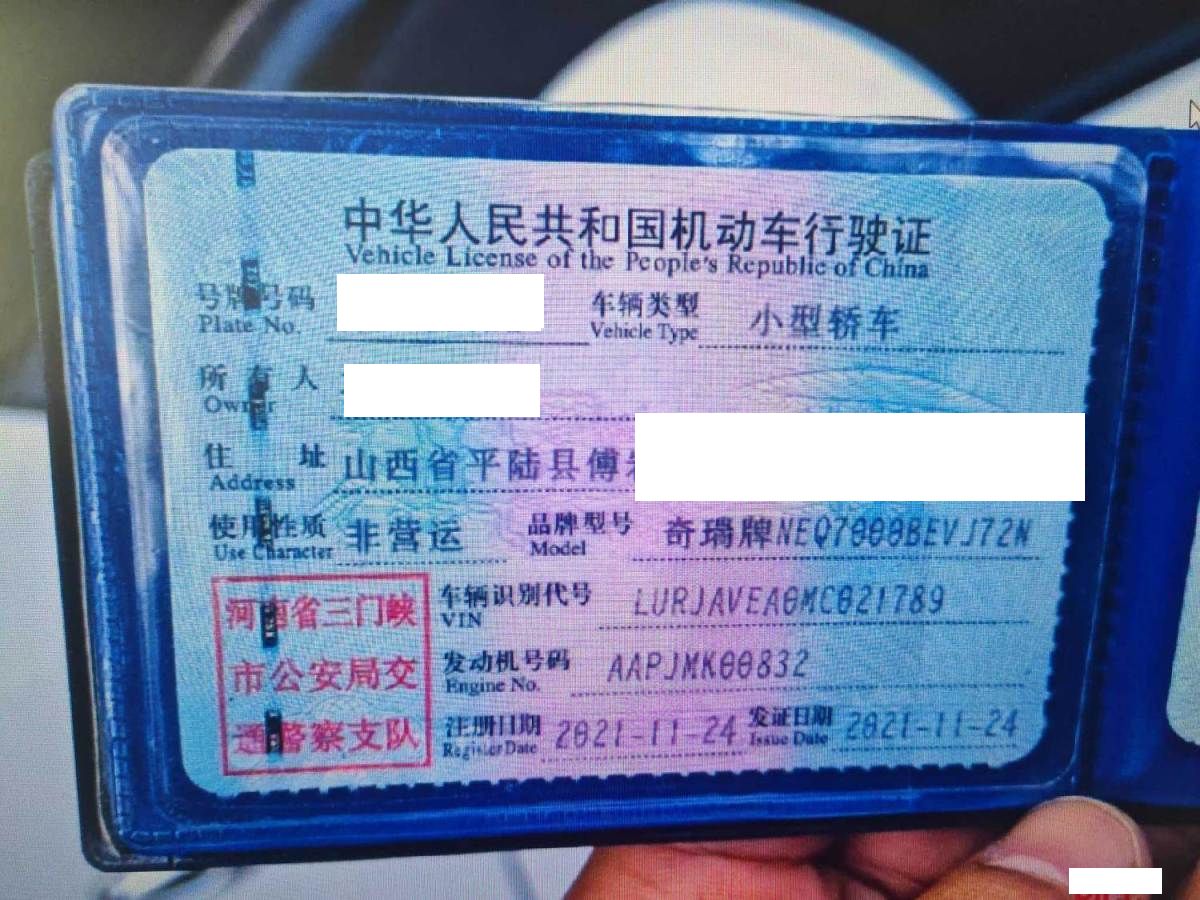 中华人民共和国机动车行驶证
Vehicle License of the People's Republic of China
号牌号码
Plate No.
车辆类型 小型轿车
Vehicle Type
所有人
Owner
住址 山西省平陆县傅
Address
使用性质 非营运
Use Character
品牌型号 奇瑞牌NEQ7000BEVJ72N
Model
车辆识别代号 LURJAVEA0MC021789
VIN
发动机号码 AAPJMK00832
Engine No.
注册日期 2021-11-24
Register Date
发证日期 2021-11-24
Issue Date
河南省三门峡
市公安局交
通警察支队